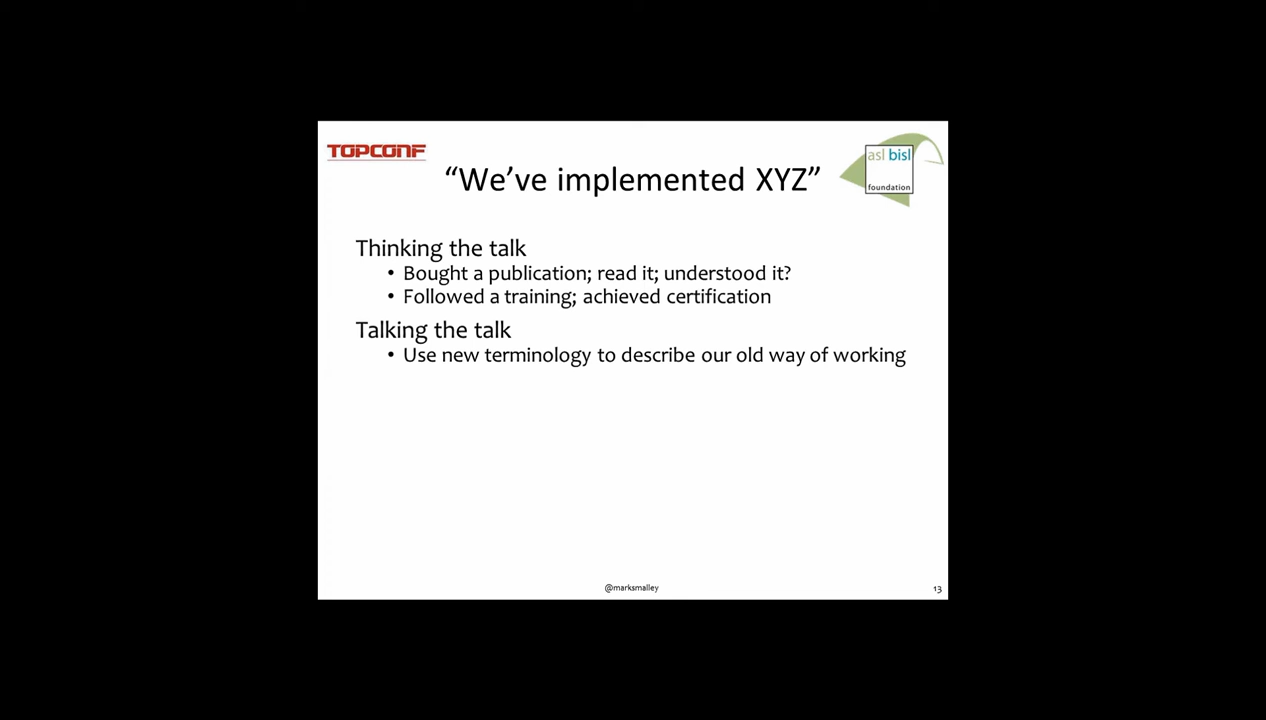 TOPCONF
asl bisl
foundation
“We’ve implemented XYZ”
Thinking the talk
• Bought a publication; read it; understood it?
• Followed a training; achieved certification
Talking the talk
• Use new terminology to describe our old way of working
@marksmalley
13